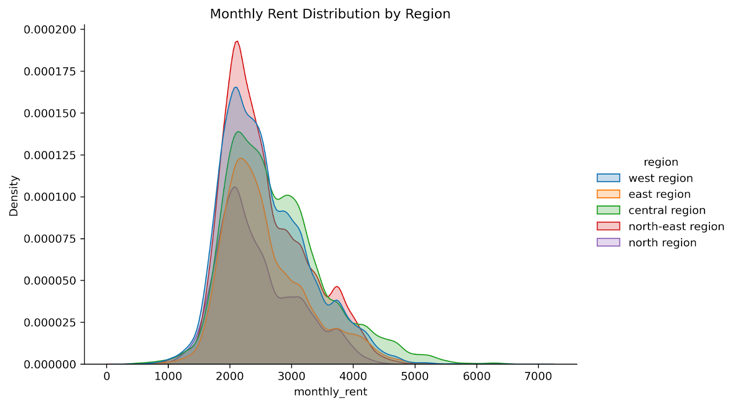 Monthly Rent Distribution by Region
0.000200
0.000175
0.000150
0.000125
0.000100
0.000075
0.000050
0.000025
0.000000
Density
0 1000 2000 3000 4000 5000 6000 7000
monthly_rent
region
west region
east region
central region
north-east region
north region